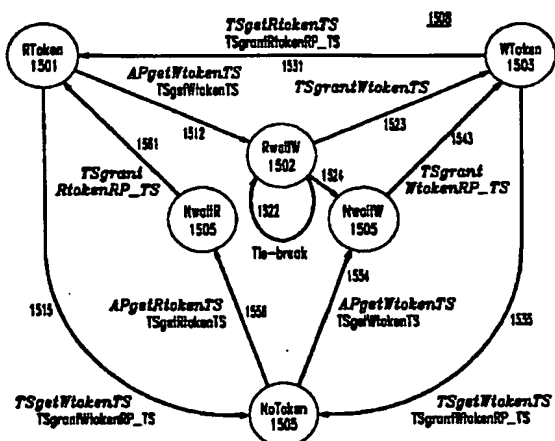 TSgetRtokenTS
TSgrantRtokenRP_TS
1509
RToken
1501
1531
WToken
1503
APgetWtokenTS
TSgetWtokenTS
TSgrantWtokenTS
1512
1523
1561
RwaitW
1502
1543
TSgrant
RtokenRP_TS
1524
TSgrant
WtokenRP_TS
NwaitR
1505
1522
NwaitW
1505
Tie-break
1515
APgetRtokenTS
TSgetRtokenTS
1556
1554
APgetWtokenTS
TSgetWtokenTS
1535
TSgetWtokenTS
TSgrantWtokenRP_TS
NoToken
1505
TSgetWtokenTS
TSgrantWtokenRP_TS